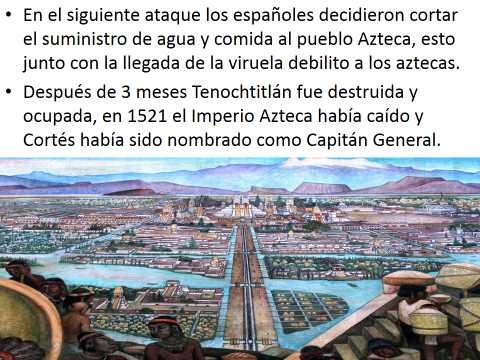 • En el siguiente ataque los españoles decidieron cortar
el suministro de agua y comida al pueblo Azteca, esto
junto con la llegada de la viruela debilito a los aztecas.
• Después de 3 meses Tenochtitlán fue destruida y
ocupada, en 1521 el Imperio Azteca había caído y
Cortés había sido nombrado como Capitán General.